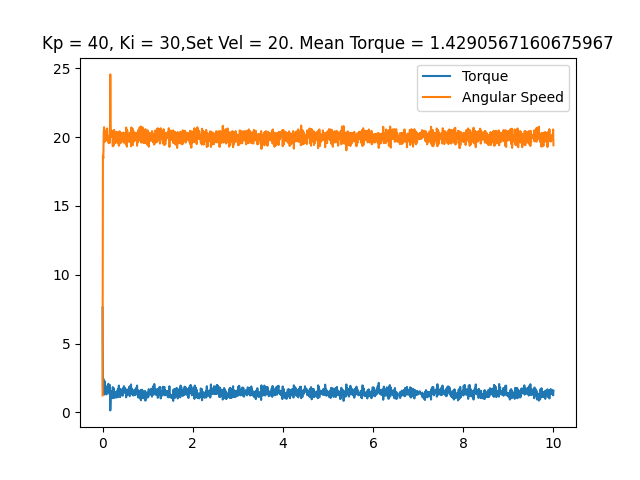 Kp = 40, Ki = 30,Set Vel = 20. Mean Torque = 1.4290567160675967
Torque
Angular Speed
25
20
15
10
5
0
0 2 4 6 8 10